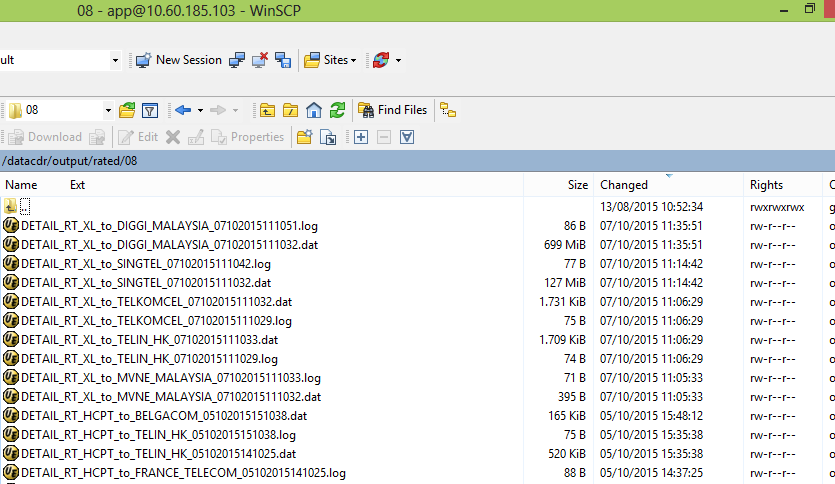 08 - app@10.60.185.103 - WinSCP
ult New Session Sites
08 Find Files
Download Edit Properties
/datacdr/output/rated/08
Name Ext Size Changed Rights O
.. 13/08/2015 10:52:34 rwxrwxrwx g
DETAIL_RT_XL_to_DIGGI_MALAYSIA_07102015111051.log 86 B 07/10/2015 11:35:51 rw-r--r-- o
DETAIL_RT_XL_to_DIGGI_MALAYSIA_07102015111032.dat 699 MiB 07/10/2015 11:35:51 rw-r--r-- o
DETAIL_RT_XL_to_SINGTEL_07102015111042.log 77 B 07/10/2015 11:14:42 rw-r--r-- o
DETAIL_RT_XL_to_SINGTEL_07102015111032.dat 127 MiB 07/10/2015 11:14:42 rw-r--r-- o
DETAIL_RT_XL_to_TELKOMCEL_07102015111032.dat 1.731 KiB 07/10/2015 11:06:29 rw-r--r-- o
DETAIL_RT_XL_to_TELKOMCEL_07102015111029.log 75 B 07/10/2015 11:06:29 rw-r--r-- o
DETAIL_RT_XL_to_TELIN_HK_07102015111033.dat 1.709 KiB 07/10/2015 11:06:29 rw-r--r-- o
DETAIL_RT_XL_to_TELIN_HK_07102015111029.log 74 B 07/10/2015 11:06:29 rw-r--r-- o
DETAIL_RT_XL_to_MVNE_MALAYSIA_07102015111033.log 71 B 07/10/2015 11:05:33 rw-r--r-- o
DETAIL_RT_XL_to_MVNE_MALAYSIA_07102015111032.dat 395 B 07/10/2015 11:05:33 rw-r--r-- o
DETAIL_RT_HCPT_to_BELGACOM_05102015151038.dat 165 KiB 05/10/2015 15:48:12 rw-r--r-- o
DETAIL_RT_HCPT_to_TELIN_HK_05102015151038.log 75 B 05/10/2015 15:35:38 rw-r--r-- o
DETAIL_RT_HCPT_to_TELIN_HK_05102015141025.dat 520 KiB 05/10/2015 15:35:38 rw-r--r-- o
DETAIL_RT_HCPT_to_FRANCE_TELECOM_05102015141025.log 88 B 05/10/2015 14:37:25 rw-r--r-- o